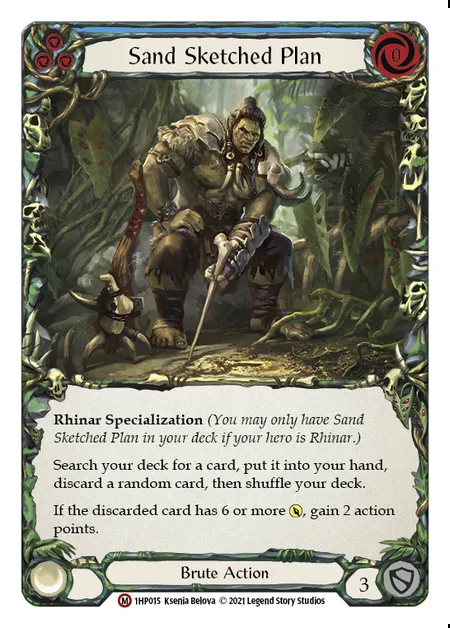 Sand Sketched Plan
0
Rhinar Specialization (You may only have Sand
Sketched Plan in your deck if your hero is Rhinar.)
Search your deck for a card, put it into your hand,
discard a random card, then shuffle your deck.
If the discarded card has 6 or more , gain 2 action
points.
Brute Action
3
M 1HP015 Ksenia Belova © 2021 Legend Story Studios